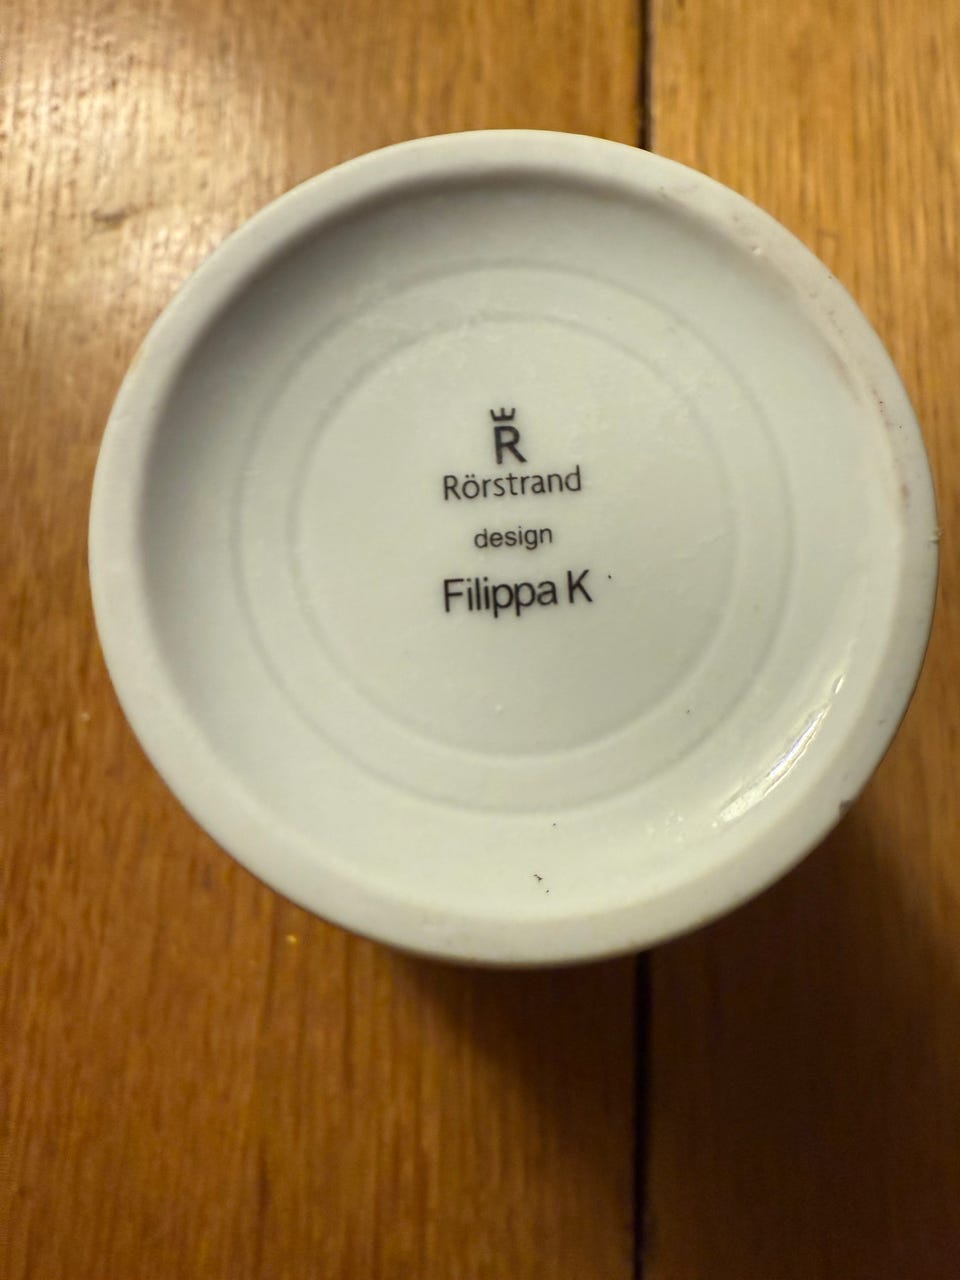 R
Rörstrand
design
Filippa K